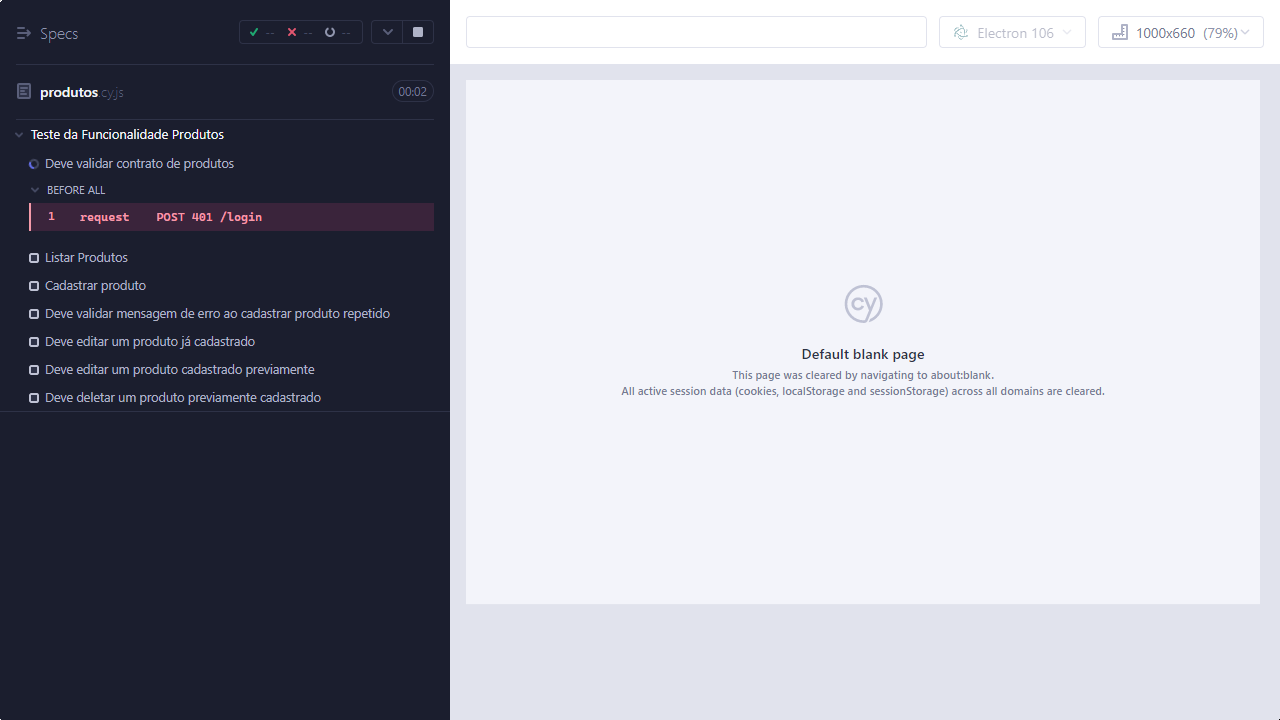 Specs
-- -- --
produtos.cy.js
00:02
Teste da Funcionalidade Produtos
Deve validar contrato de produtos
BEFORE ALL
1 request POST 401 /login
Listar Produtos
Cadastrar produto
Deve validar mensagem de erro ao cadastrar produto repetido
Deve editar um produto já cadastrado
Deve editar um produto cadastrado previamente
Deve deletar um produto previamente cadastrado
Electron 106
1000x660 (79%)
cy
Default blank page
This page was cleared by navigating to about:blank.
All active session data (cookies, localStorage and sessionStorage) across all domains are cleared.